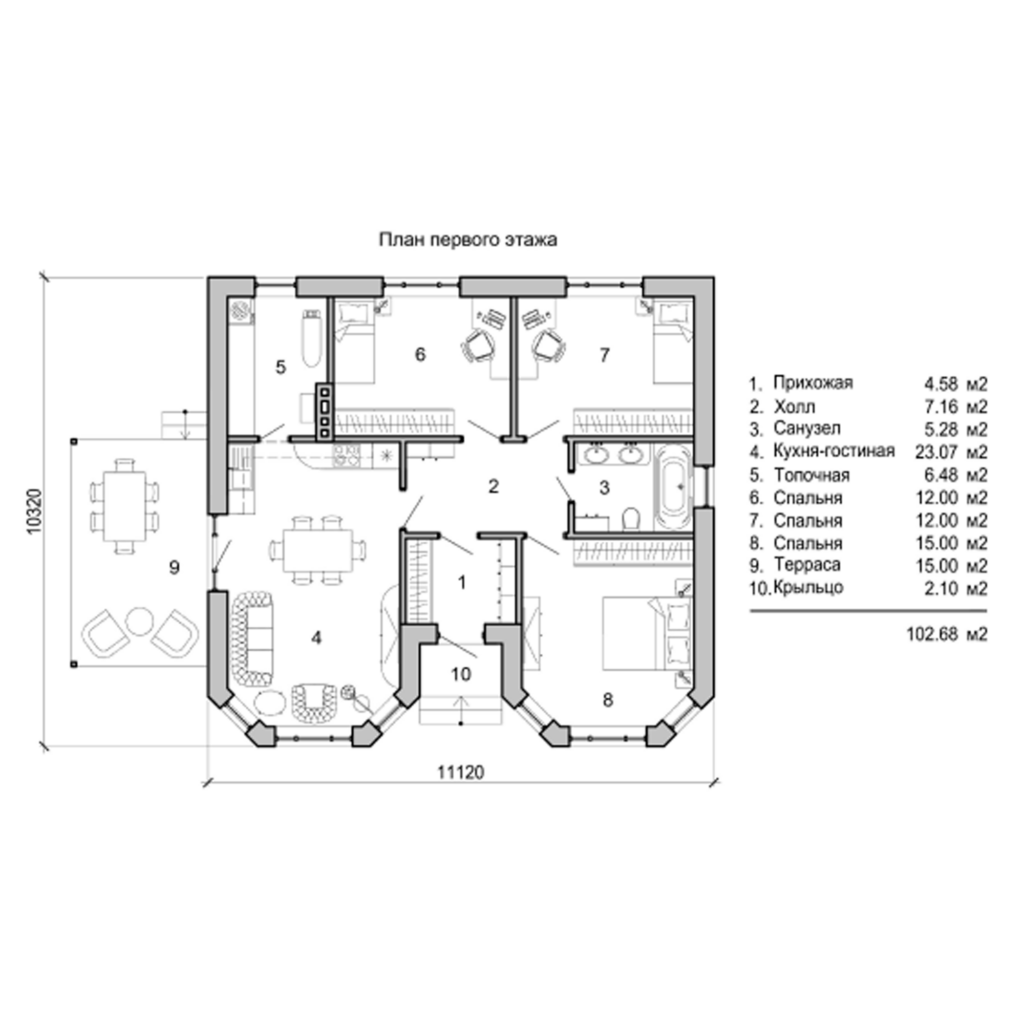 План первого этажа
1. Прихожая 4.58 м2
2. Холл 7.16 м2
3. Санузел 5.28 м2
4. Кухня-гостиная 23.07 м2
5. Топочная 6.48 м2
6. Спальня 12.00 м2
7. Спальня 12.00 м2
8. Спальня 15.00 м2
9. Терраса 15.00 м2
10. Крыльцо 2.10 м2
102.68 м2
10320
11120
5
6
7
2
3
9
1
4
10
8